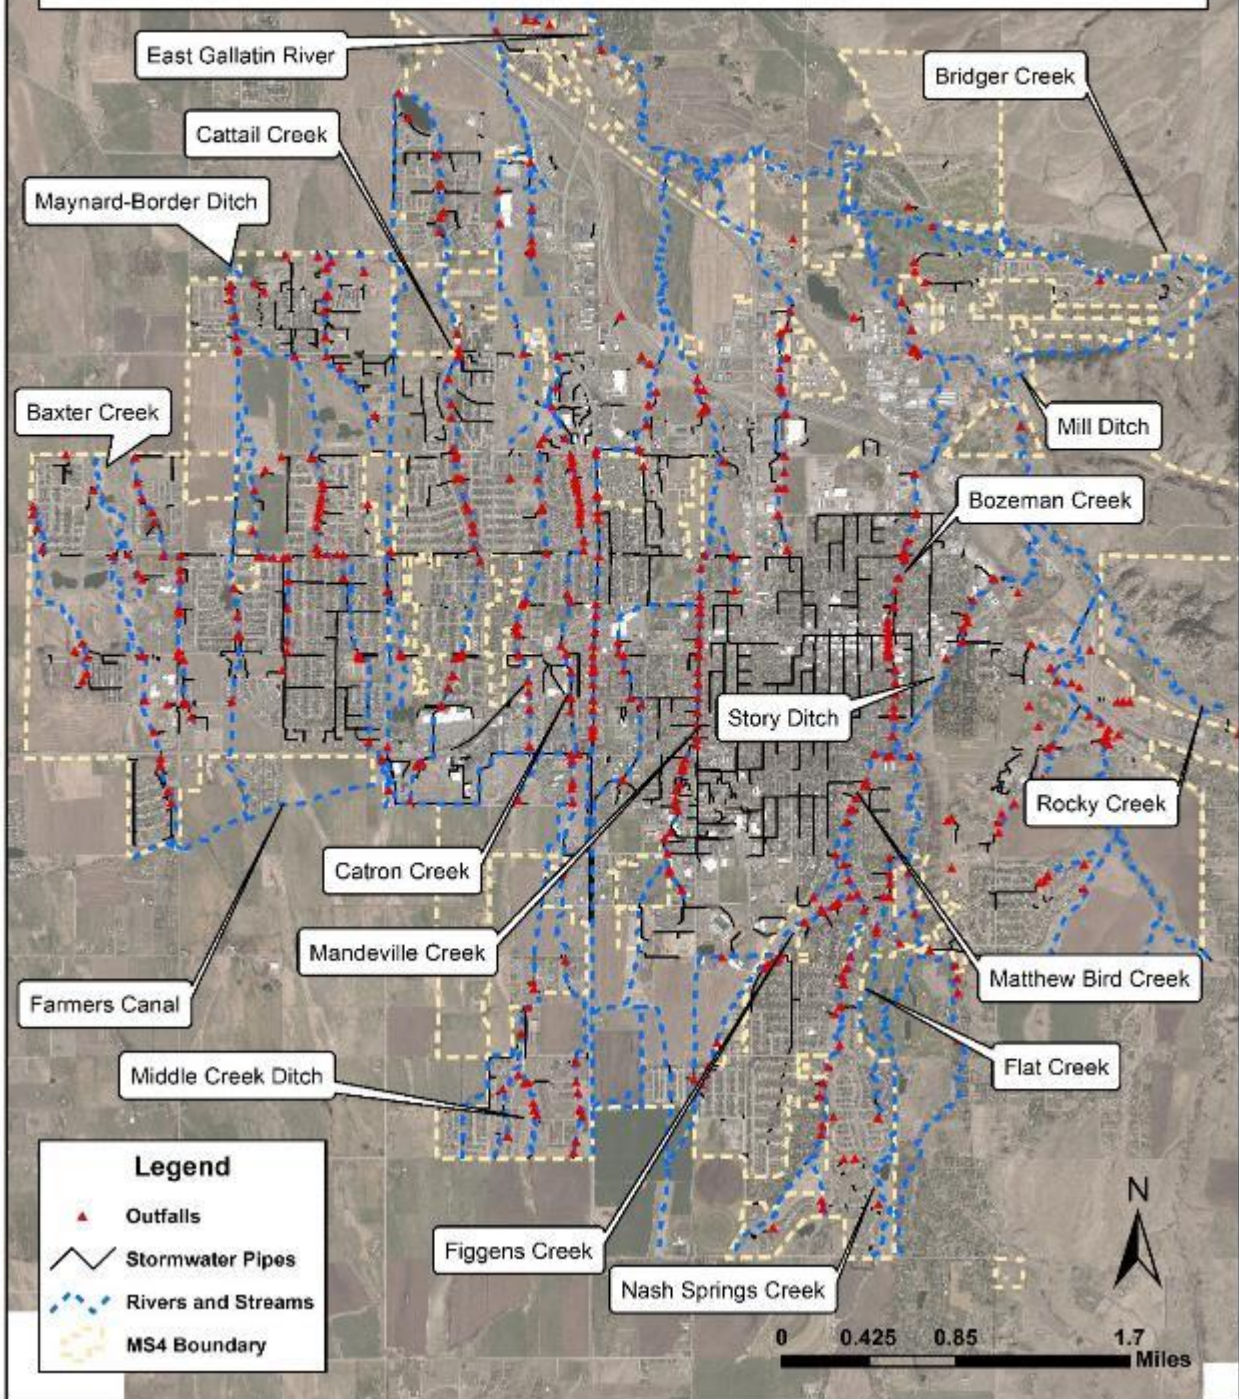 East Gallatin River
Bridger Creek
Cattail Creek
Maynard-Border Ditch
Baxter Creek
Mill Ditch
Bozeman Creek
Story Ditch
Rocky Creek
Catron Creek
Mandeville Creek
Matthew Bird Creek
Farmers Canal
Flat Creek
Middle Creek Ditch
Legend
Outfalls
Stormwater Pipes
Rivers and Streams
MS4 Boundary
Figgens Creek
Nash Springs Creek
N
0 0.425 0.85 1.7
Miles